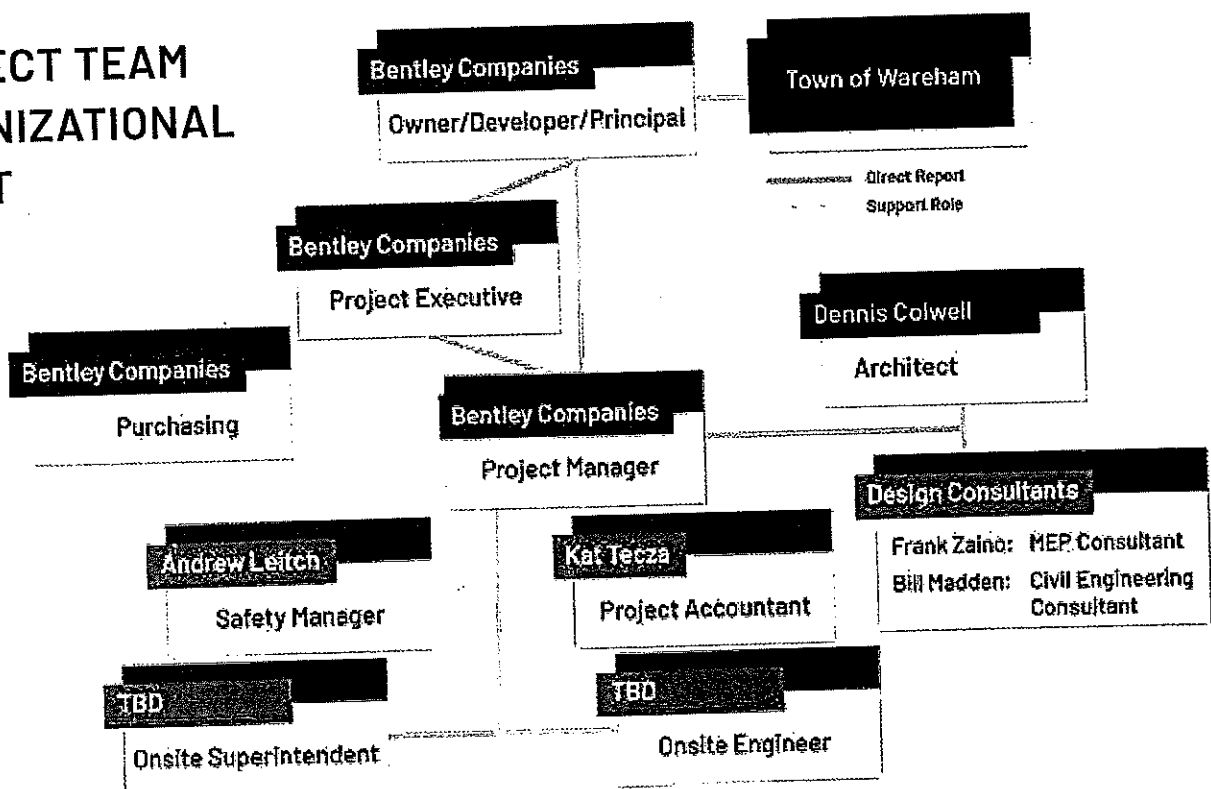 ECT TEAM
NIZATIONAL
T
Bentley Companies
Owner/Developer/Principal
Town of Wareham
Direct Report
Support Role
Bentley Companies
Project Executive
Dennis Colwell
Architect
Bentley Companies
Purchasing
Bentley Companies
Project Manager
Design Consultants
Frank Zaino: MEP Consultant
Bill Madden: Civil Engineering
Consultant
Andrew Leitch
Safety Manager
Kat Tecza
Project Accountant
TBD
Onsite Superintendent
TBD
Onsite Engineer